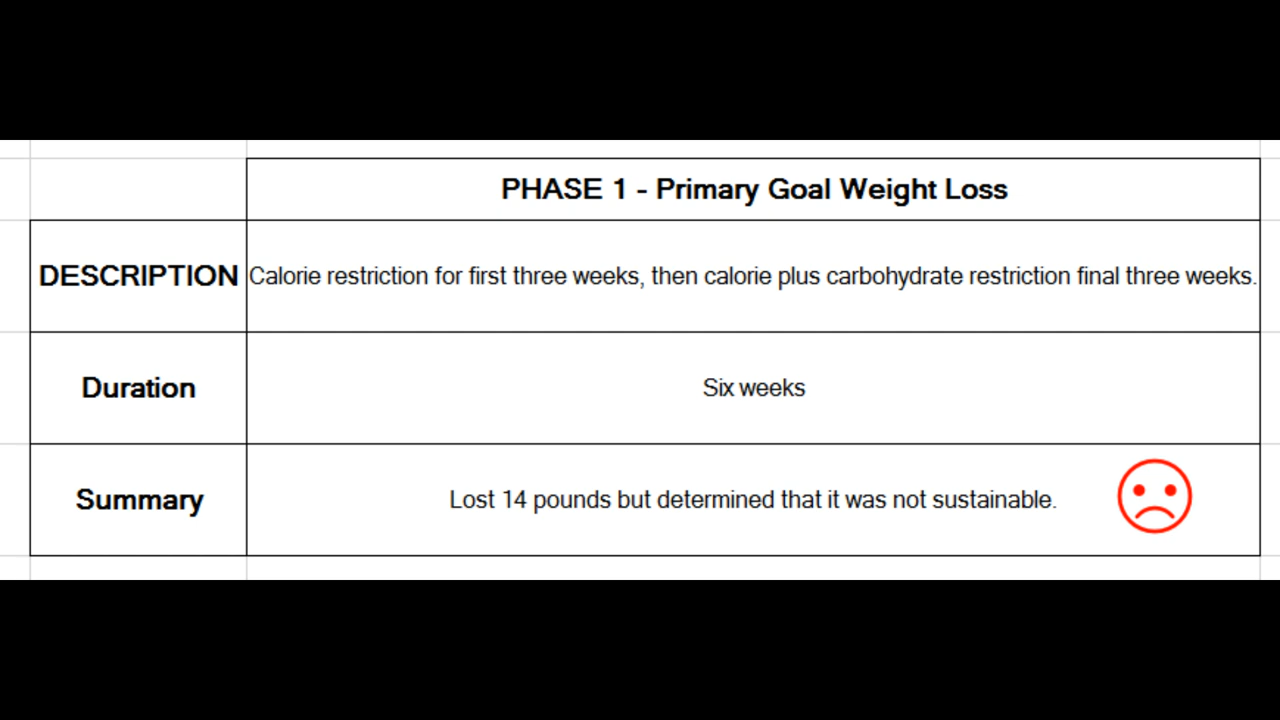 PHASE 1 - Primary Goal Weight Loss
DESCRIPTION Calorie restriction for first three weeks, then calorie plus carbohydrate restriction final three weeks.
Duration Six weeks
Summary Lost 14 pounds but determined that it was not sustainable.